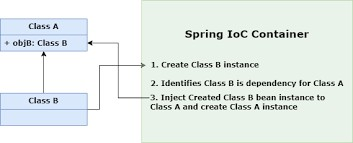 Class A
+ objB: Class B
Class B
Spring IoC Container
1. Create Class B instance
2. Identifies Class B is dependency for Class A
3. Inject Created Class B bean instance to
Class A and create Class A instance